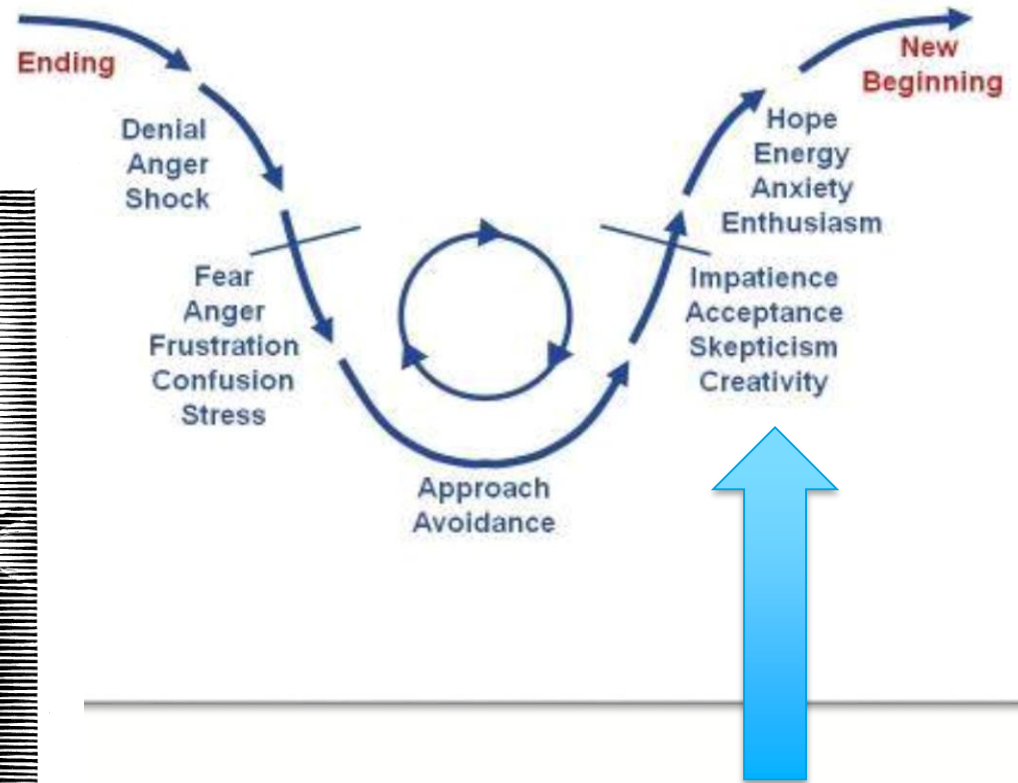 Ending
Denial
Anger
Shock
Fear
Anger
Frustration
Confusion
Stress
Approach
Avoidance
Impatience
Acceptance
Skepticism
Creativity
Hope
Energy
Anxiety
Enthusiasm
New
Beginning